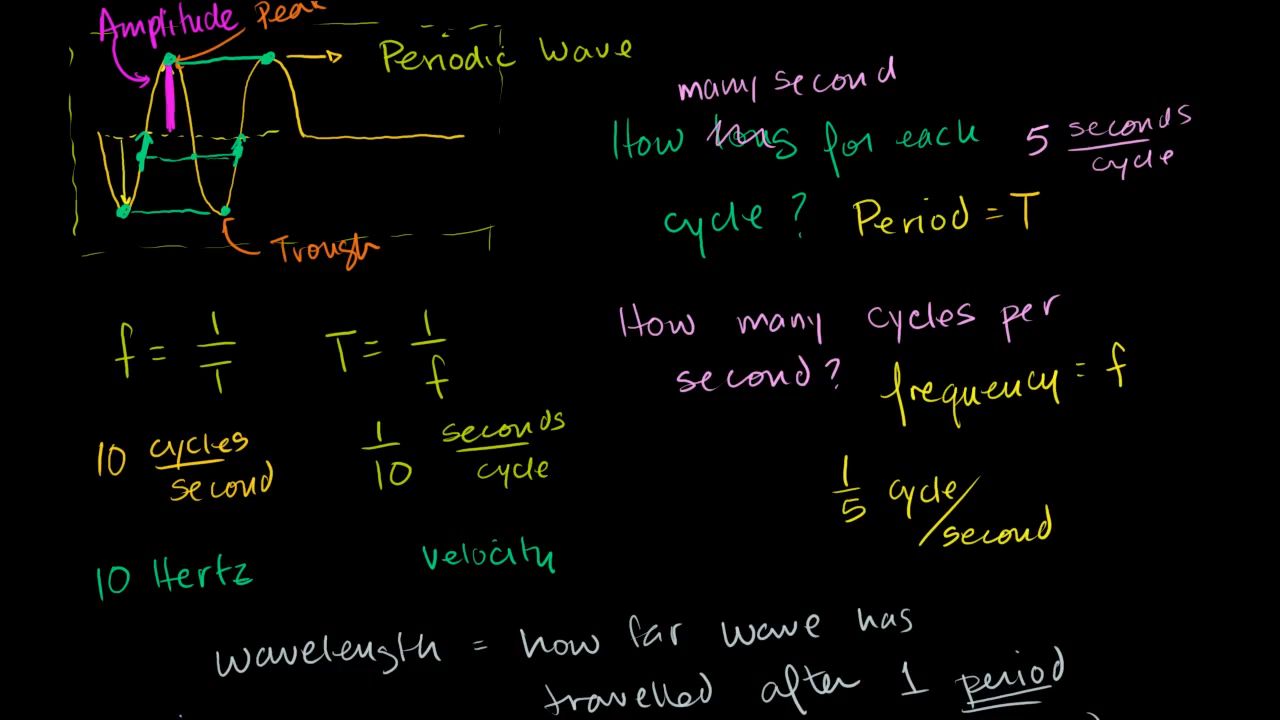 Amplitude Peak
Periodic Wave
Trough
many second
How for each
cycle? Period = T
5 seconds/cycle
How many cycles per
second? frequency = f
1/5 cycle/second
f = 1/T T = 1/f
10 cycles/second 1/10 seconds/cycle
10 Hertz velocity
wavelength = how far wave has
travelled after 1 period